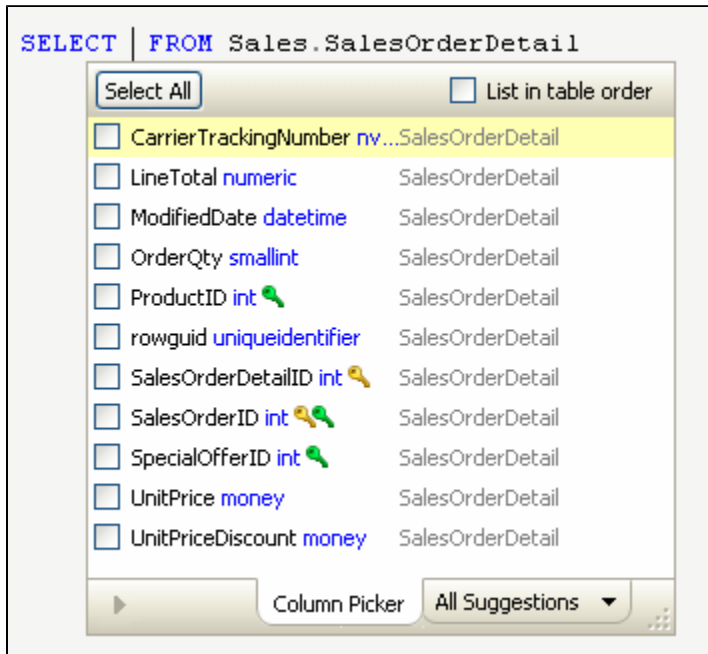 SELECT | FROM Sales.SalesOrderDetail
Select All List in table order
CarrierTrackingNumber nv...SalesOrderDetail
LineTotal numeric SalesOrderDetail
ModifiedDate datetime SalesOrderDetail
OrderQty smallint SalesOrderDetail
ProductID int SalesOrderDetail
rowguid uniqueidentifier SalesOrderDetail
SalesOrderDetailID int SalesOrderDetail
SalesOrderID int SalesOrderDetail
SpecialOfferID int SalesOrderDetail
UnitPrice money SalesOrderDetail
UnitPriceDiscount money SalesOrderDetail
Column Picker All Suggestions